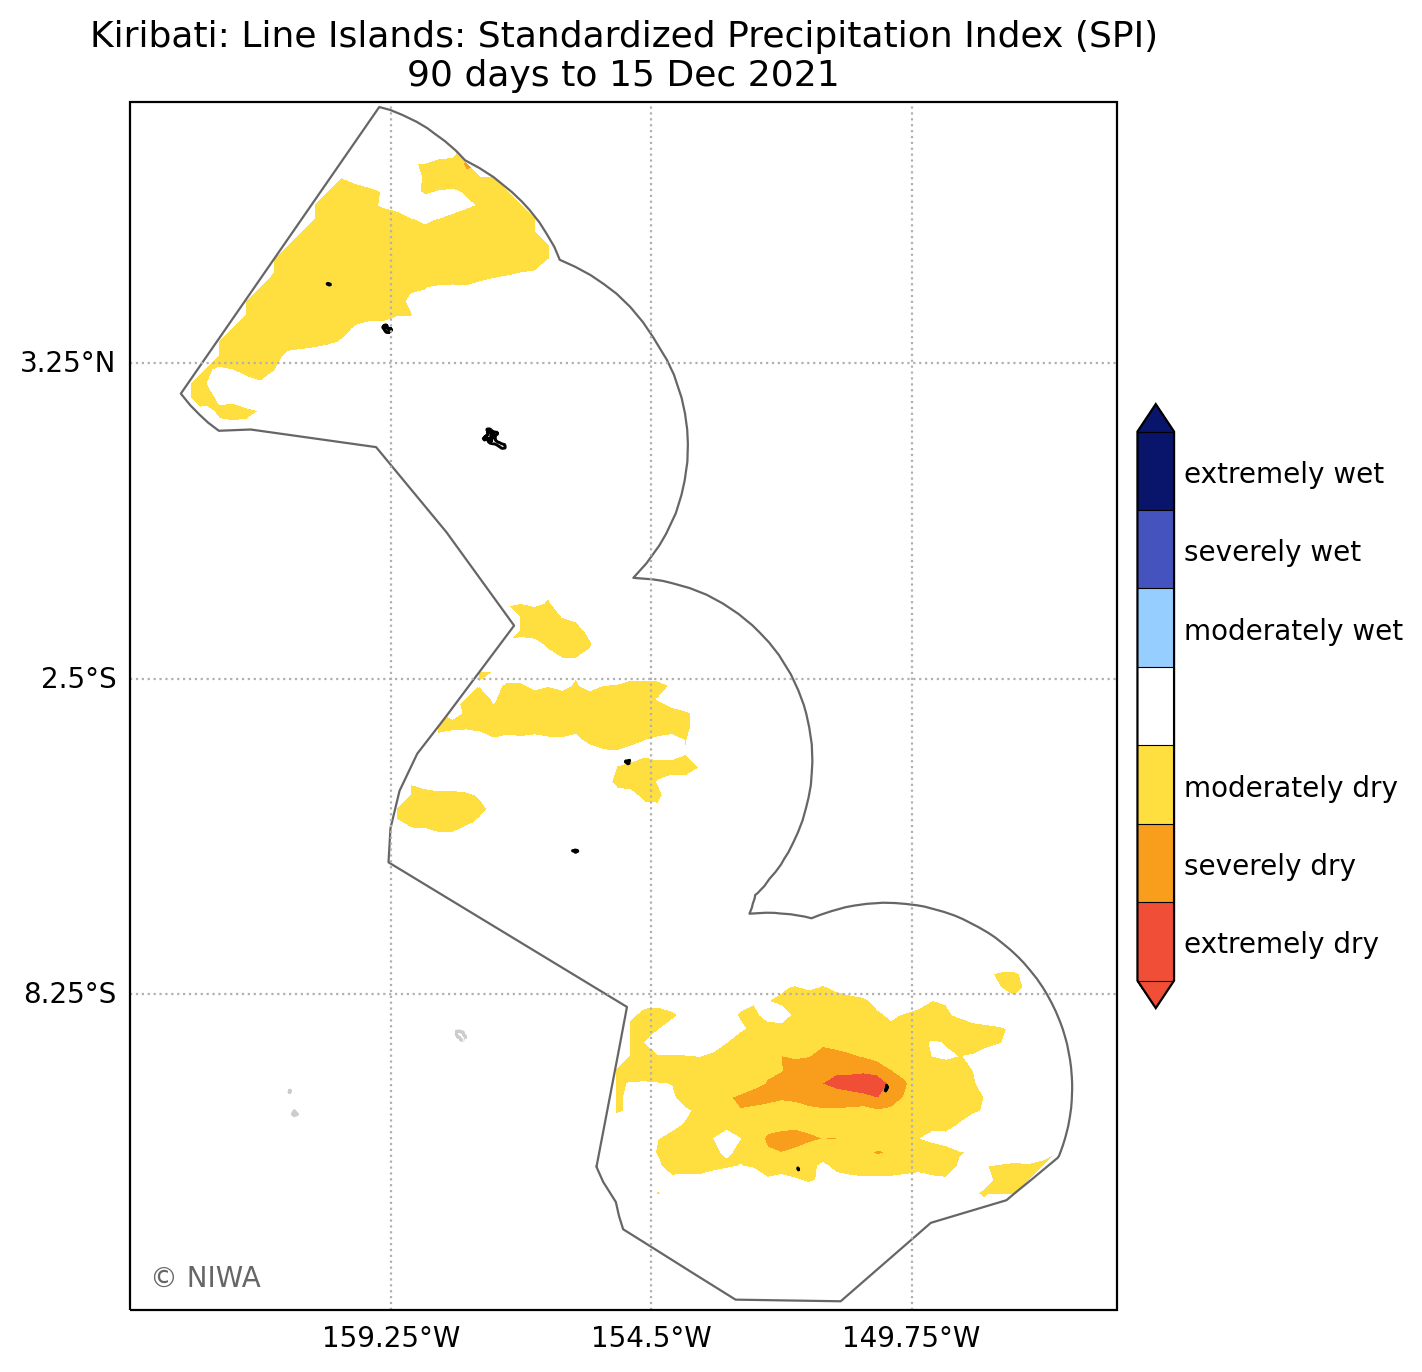 Kiribati: Line Islands: Standardized Precipitation Index (SPI)
90 days to 15 Dec 2021
3.25°N
2.5°S
8.25°S
159.25°W
154.5°W
149.75°W
extremely wet
severely wet
moderately wet
moderately dry
severely dry
extremely dry
© NIWA